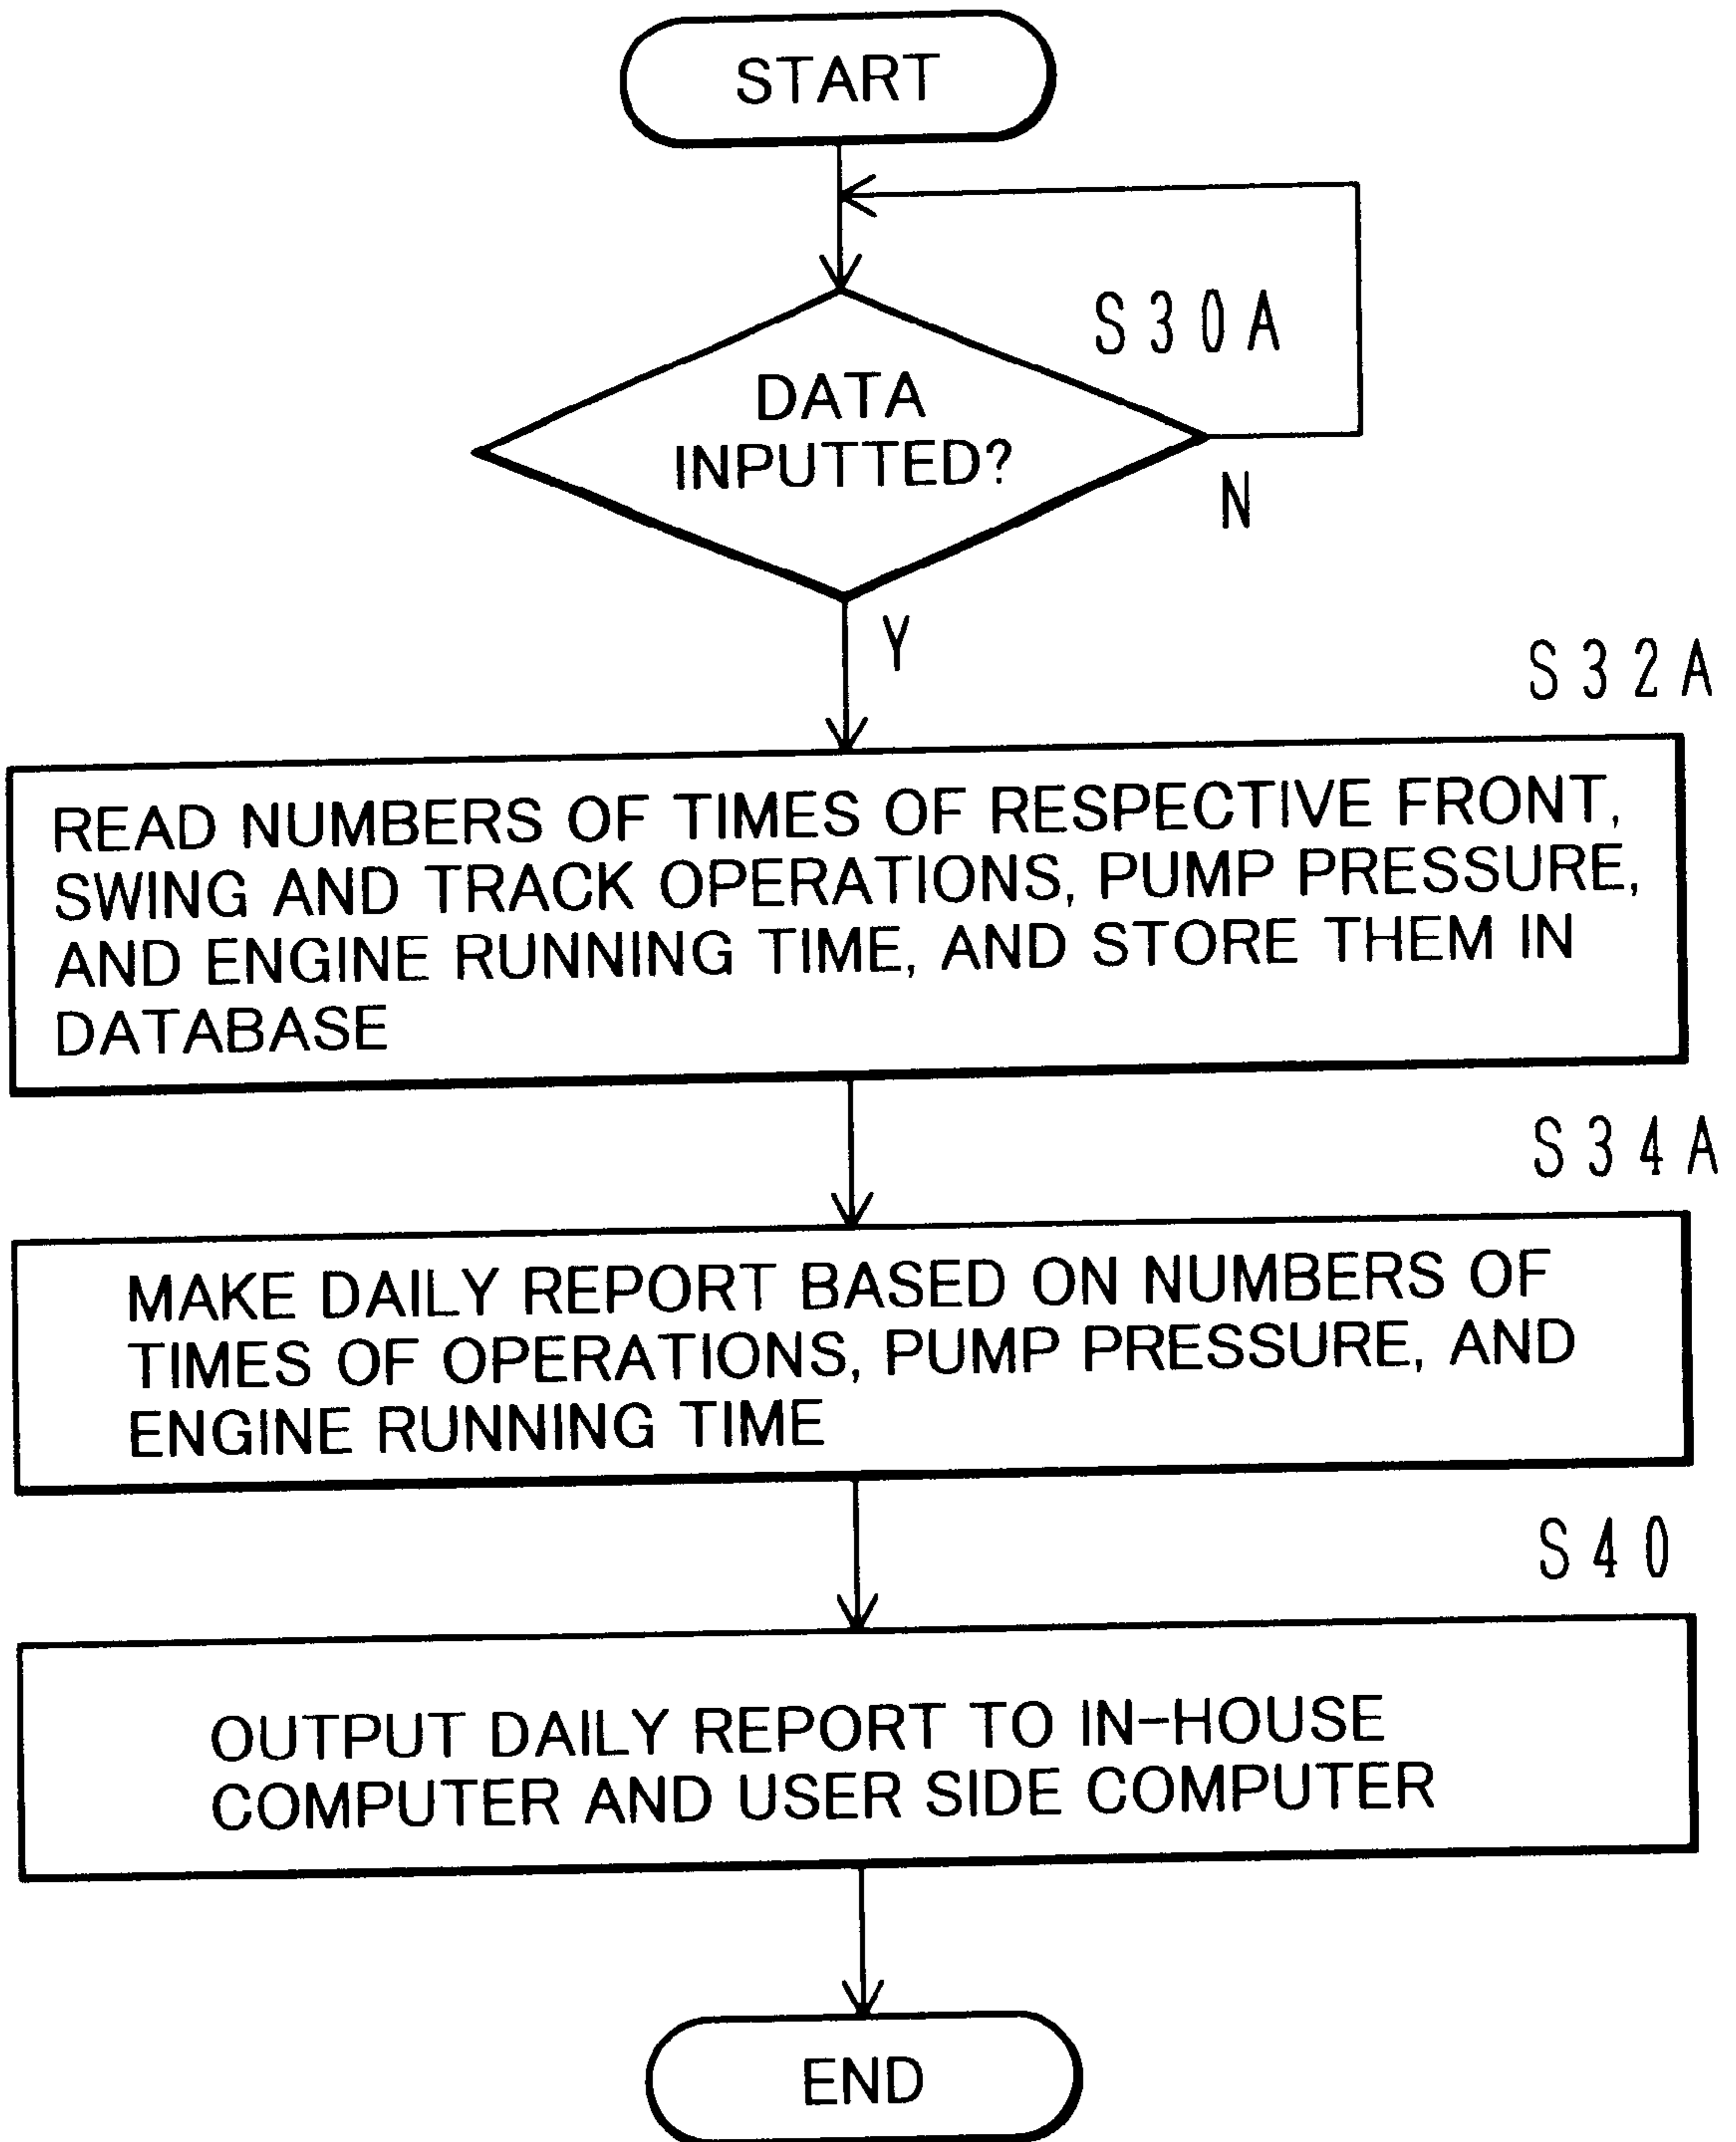 START
S30A
DATA
INPUTTED?
N
Y
S32A
READ NUMBERS OF TIMES OF RESPECTIVE FRONT,
SWING AND TRACK OPERATIONS, PUMP PRESSURE,
AND ENGINE RUNNING TIME, AND STORE THEM IN
DATABASE
S34A
MAKE DAILY REPORT BASED ON NUMBERS OF
TIMES OF OPERATIONS, PUMP PRESSURE, AND
ENGINE RUNNING TIME
S40
OUTPUT DAILY REPORT TO IN-HOUSE
COMPUTER AND USER SIDE COMPUTER
END